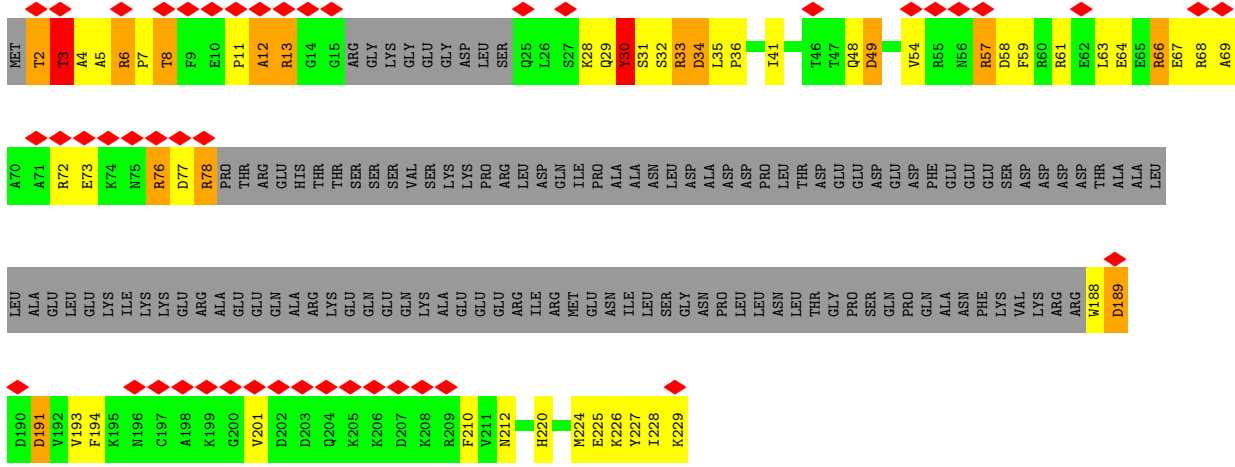 MET T2 T3 A4 A5 R6 P7 T8 F9 E10 P11 A12 R13 G14 G15 ARG GLY LYS GLY GLU GLY ASP LEU SER Q25 L26 S27 K28 Q29 Y30 S31 S32 R33 D34 L35 P36 I41 T46 T47 Q48 D49 V54 R55 N56 R57 D58 F59 R60 R61 E62 L63 E64 E65 R66 E67 R68 A69
A70 A71 R72 E73 K74 N75 R76 D77 R78 PRO THR ARG GLU HIS THR THR SER SER SER VAL SER LYS LYS PRO ARG LEU ASP GLN ILE PRO ALA ALA ASN LEU ASP ALA ASP ASP PRO LEU THR ASP GLU GLU ASP GLU ASP PHE GLU GLU GLU SER ASP ASP ASP ASP THR ALA ALA LEU
LEU ALA GLU LEU GLU LYS ILE LYS LYS GLU ARG ALA GLU GLU GLN ALA ARG LYS GLU GLN GLU GLN LYS ALA GLU GLU GLU ARG ILE ARG MET GLU ASN ILE LEU SER GLY ASN PRO LEU LEU ASN LEU THR GLY PRO SER GLN PRO GLN ALA ASN PHE LYS VAL LYS ARG ARG W188 D189
D190 D191 V192 V193 F194 K195 N196 C197 A198 K199 G200 V201 D202 D203 Q204 K205 K206 D207 K208 R209 F210 V211 N212 H220 M224 E225 K226 Y227 I228 K229